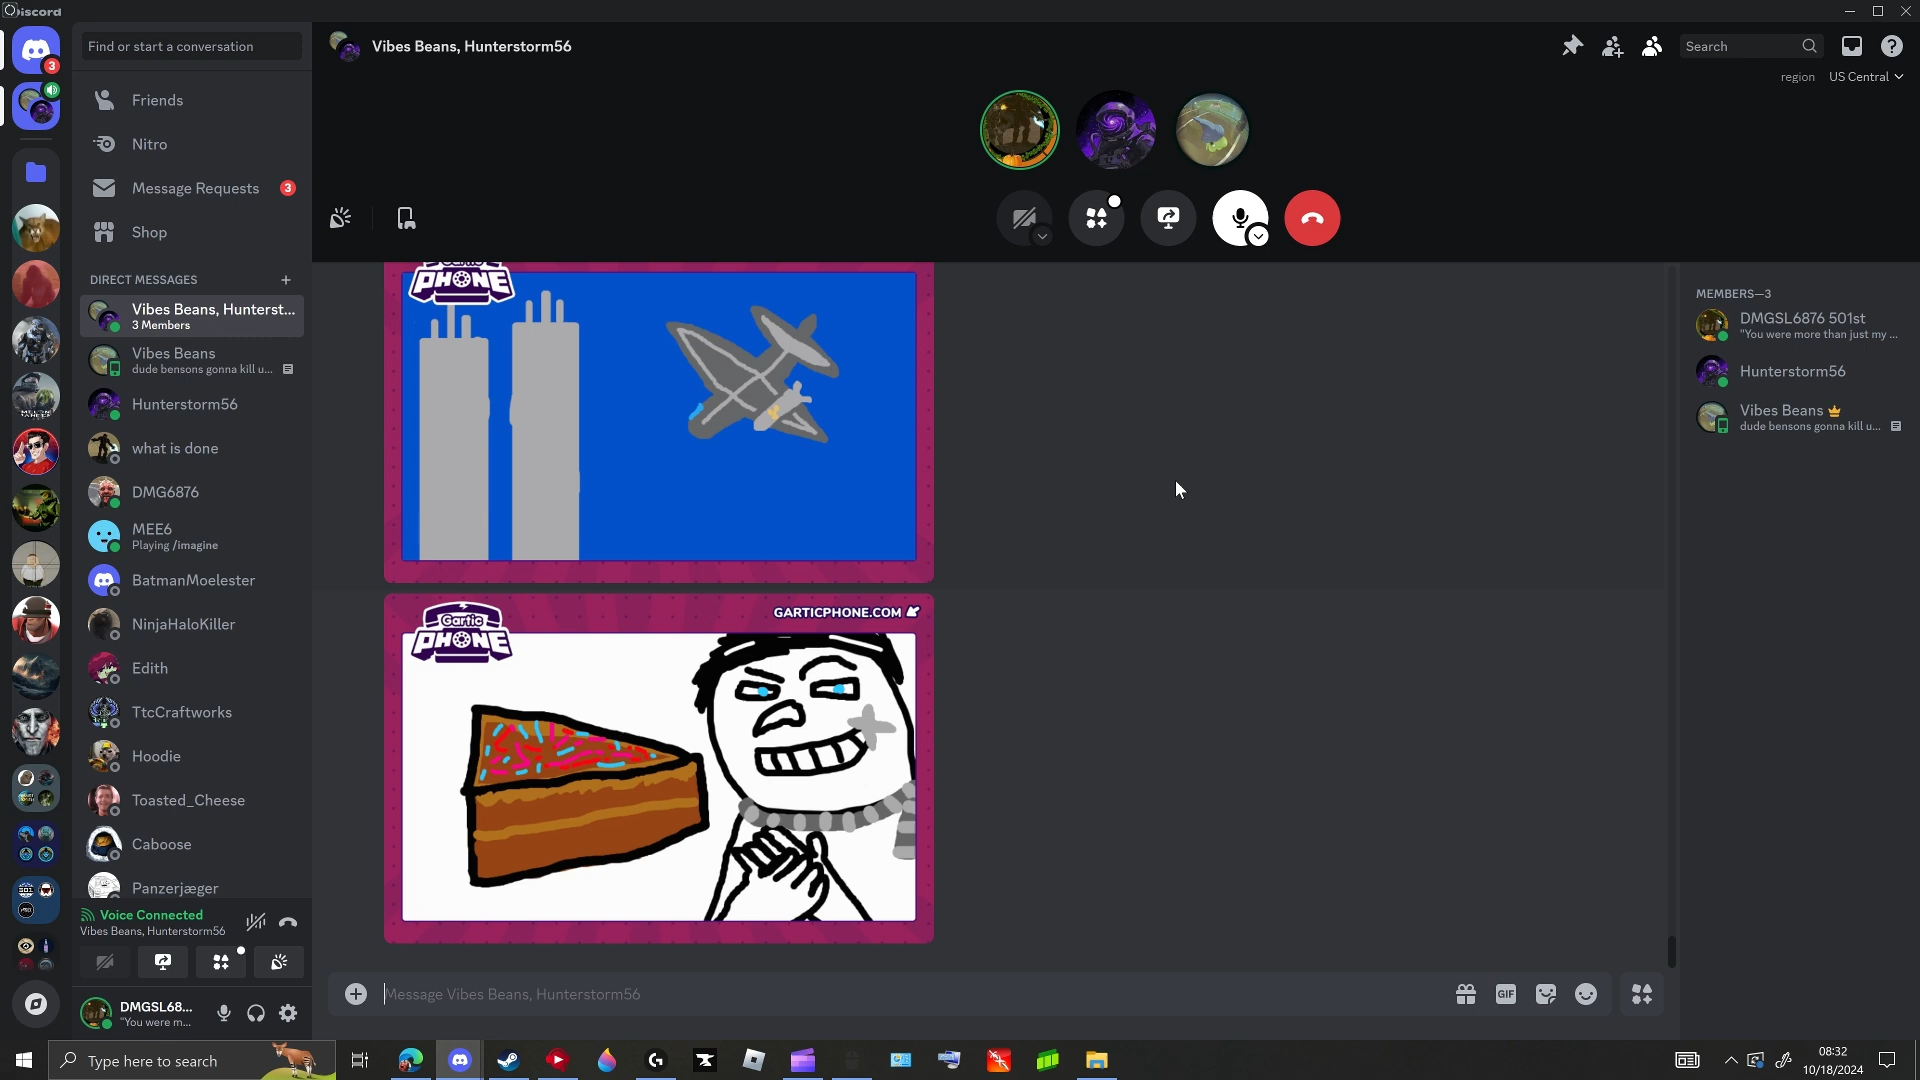 Discord
Find or start a conversation
Vibes Beans, Hunterstorm56
Search
region US Central
3
Friends
Nitro
Message Requests 3
Shop
DIRECT MESSAGES
Vibes Beans, Hunterst...
3 Members
Vibes Beans
dude bensons gonna kill u...
Hunterstorm56
what is done
DMG6876
MEE6
Playing /imagine
BatmanMoelester
NinjaHaloKiller
Edith
TtcCraftworks
Hoodie
Toasted_Cheese
Caboose
Panzerjæger
Voice Connected
Vibes Beans, Hunterstorm56
DMGSL68...
"You were m...
PHONE
Gartic
PHONE
GARTICPHONE.COM
Message Vibes Beans, Hunterstorm56
GIF
MEMBERS—3
DMGSL6876 501st
"You were more than just my ...
Hunterstorm56
Vibes Beans
dude bensons gonna kill u...
Type here to search
08:32
10/18/2024